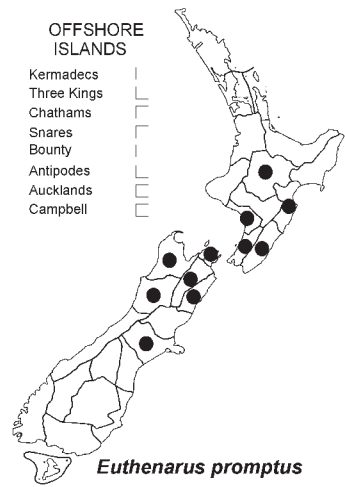 OFFSHORE
ISLANDS
Kermadecs
Three Kings
Chathams
Snares
Bounty
Antipodes
Aucklands
Campbell
Euthenarus promptus